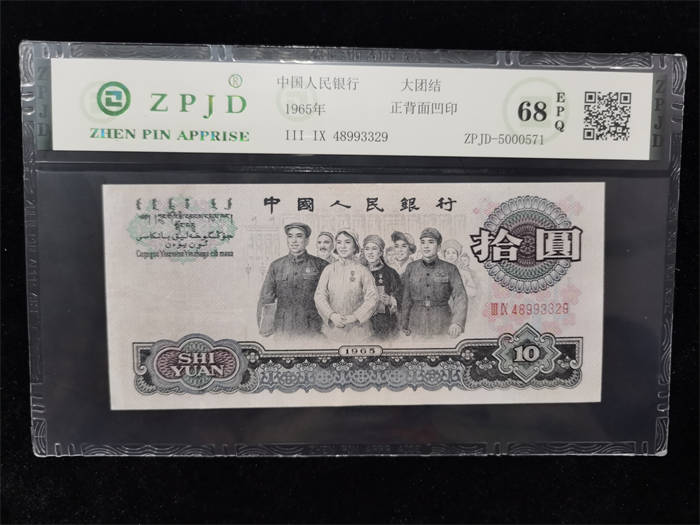 ZPJD®
ZHEN PIN APPRISE
中国人民银行 大团结
1965年 正背面凹印
III IX 48993329
68 EPQ
ZPJD-5000571
中國人民銀行
拾圓
ⅢⅨ 48993329
1965
SHI
YUAN
10